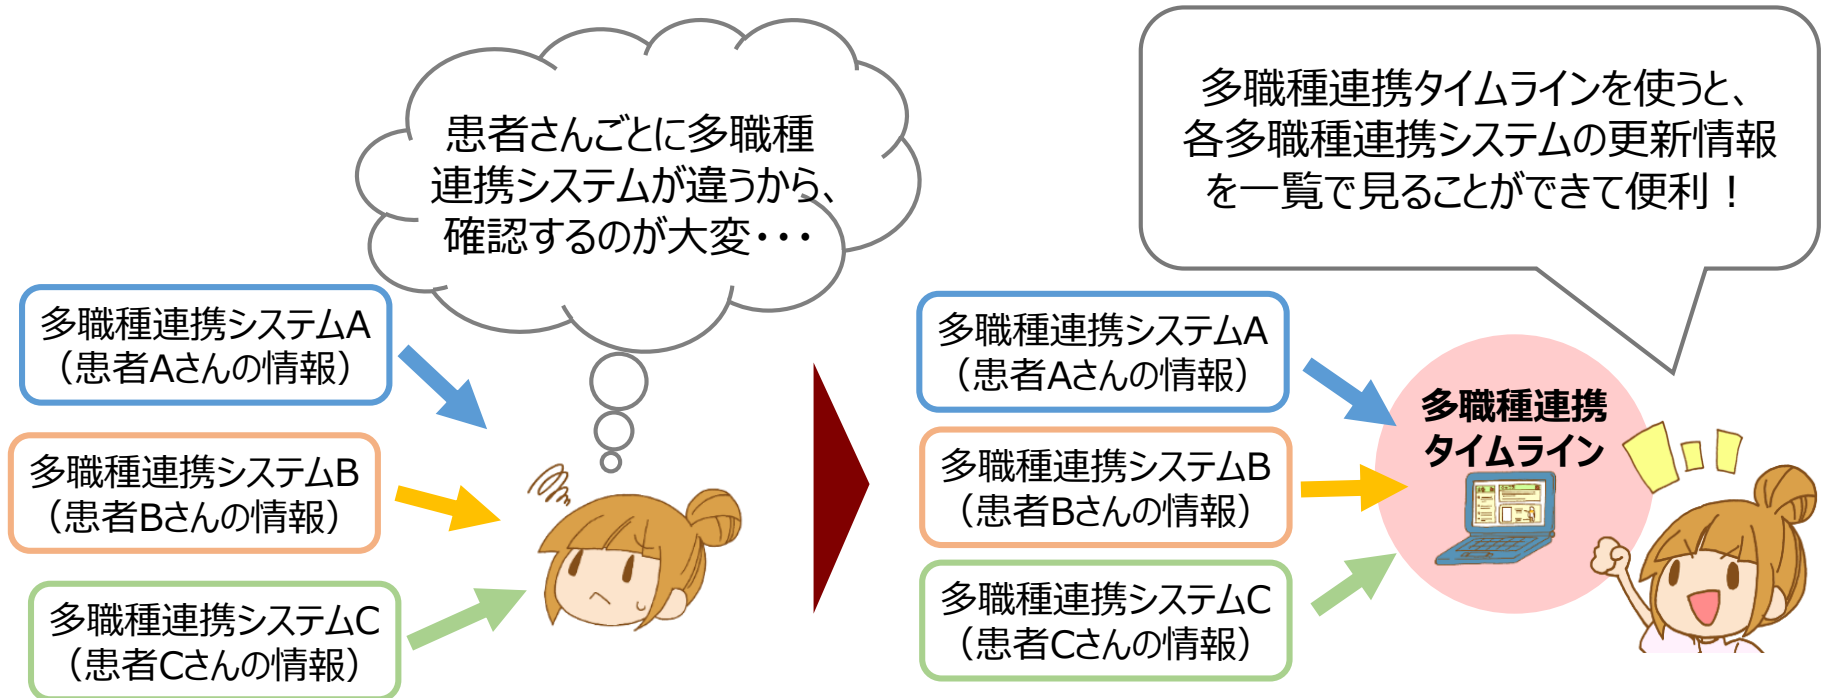 患者さんごとに多職種
連携システムが違うから、
確認するのが大変・・・
多職種連携システムA
（患者Aさんの情報）
多職種連携システムB
（患者Bさんの情報）
多職種連携システムC
（患者Cさんの情報）
多職種連携タイムラインを使うと、
各多職種連携システムの更新情報
を一覧で見ることができて便利！
多職種連携システムA
（患者Aさんの情報）
多職種連携システムB
（患者Bさんの情報）
多職種連携システムC
（患者Cさんの情報）
多職種連携
タイムライン